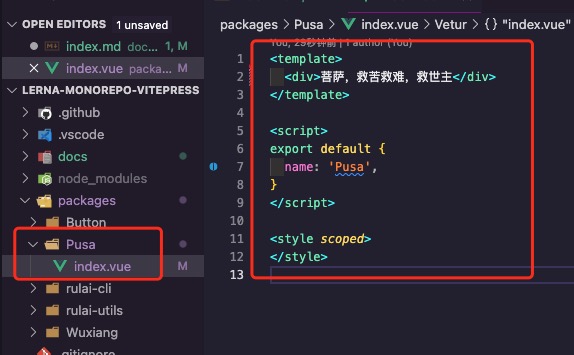 OPEN EDITORS 1 unsaved
index.md doc... 1, M
index.vue packa... M
LERNA-MONOREPO-VITEPRESS
.github
.vscode
docs
node_modules
packages
Button
Pusa
index.vue M
rulai-cli
rulai-utils
Wuxiang
.gitignore
packages > Pusa > index.vue > Vetur > {} "index.vue"
You, 29秒钟前 | 1 author (You)
1 <template>
2 <div>菩萨，救苦救难，救世主</div>
3 </template>
4
5 <script>
6 export default {
7 name: 'Pusa',
8 }
9 </script>
10
11 <style scoped>
12 </style>
13